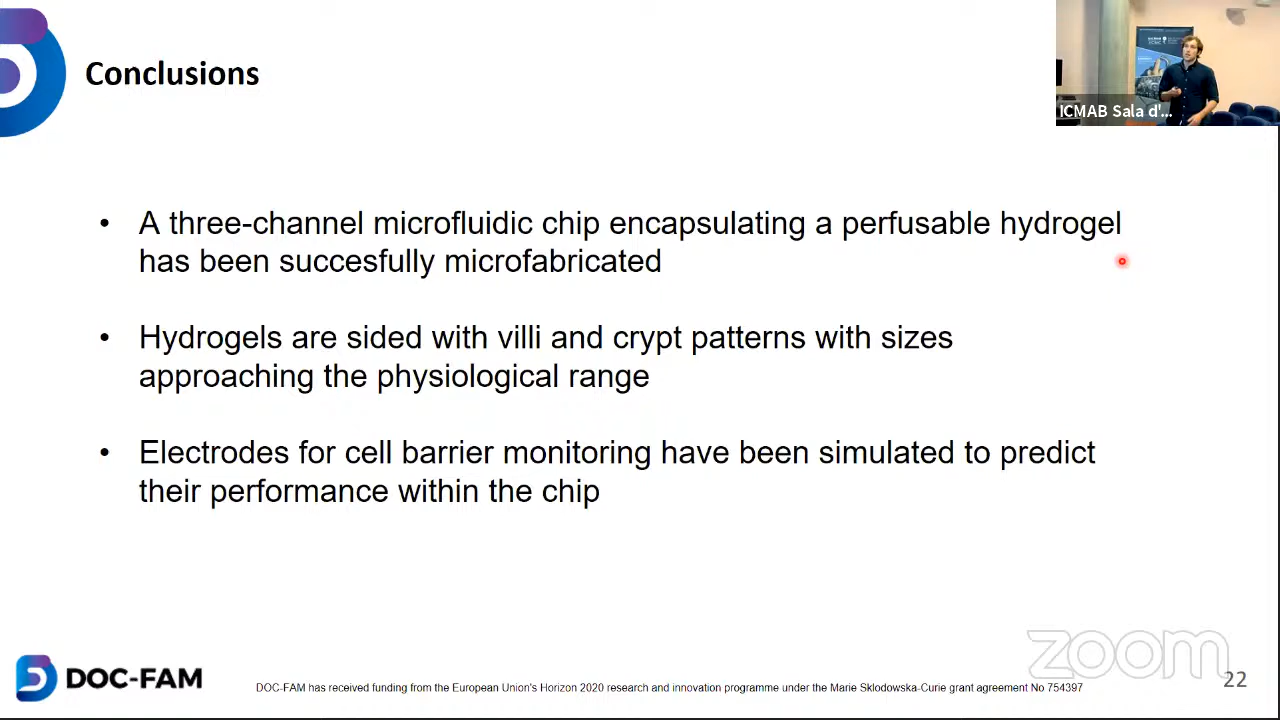 Conclusions
ICMAB Sala d'...
• A three-channel microfluidic chip encapsulating a perfusable hydrogel
has been succesfully microfabricated
• Hydrogels are sided with villi and crypt patterns with sizes
approaching the physiological range
• Electrodes for cell barrier monitoring have been simulated to predict
their performance within the chip
zoom
DOC-FAM
DOC-FAM has received funding from the European Union's Horizon 2020 research and innovation programme under the Marie Sklodowska-Curie grant agreement No 754397
22